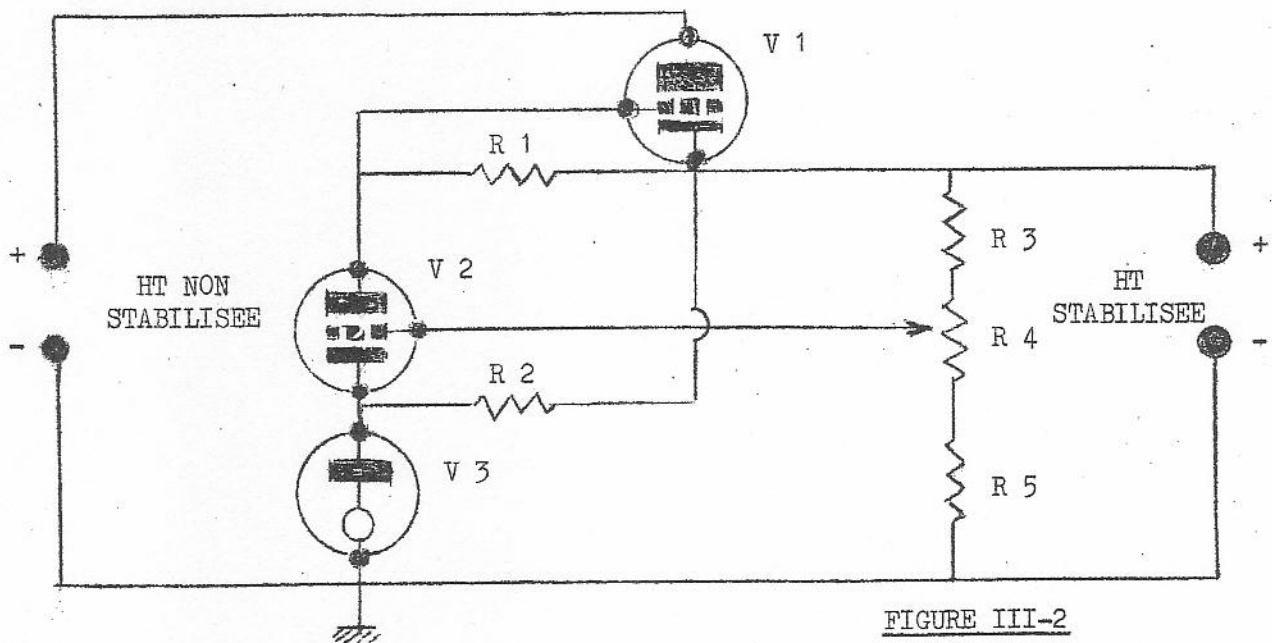 V 1
R 1
+
HT NON
STABILISEE
-
V 2
R 2
V 3
R 3
R 4
R 5
+
HT
STABILISEE
-
FIGURE III-2